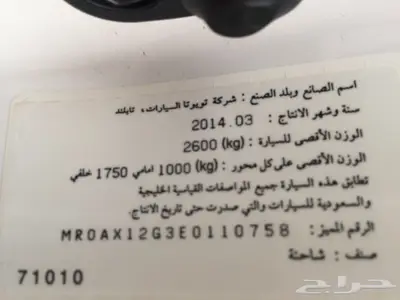 اسم الصانع وبلد الصنع : شركة تويوتا السيارات، تايلند
سنة وشهر الانتاج : 2014.03
الوزن الأقصى للسيارة : (kg) 2600
الوزن الأقصى على كل محور : (kg) 1000 امامي 1750 خلفي
تطابق هذه السيارة جميع المواصفات القياسية الخليجية
والسعودية للسيارات والتي صدرت حتى تاريخ الانتاج.
الرقم المميز: MR0AX12G3E0110758
صنف : شاحنة
71010
حراج